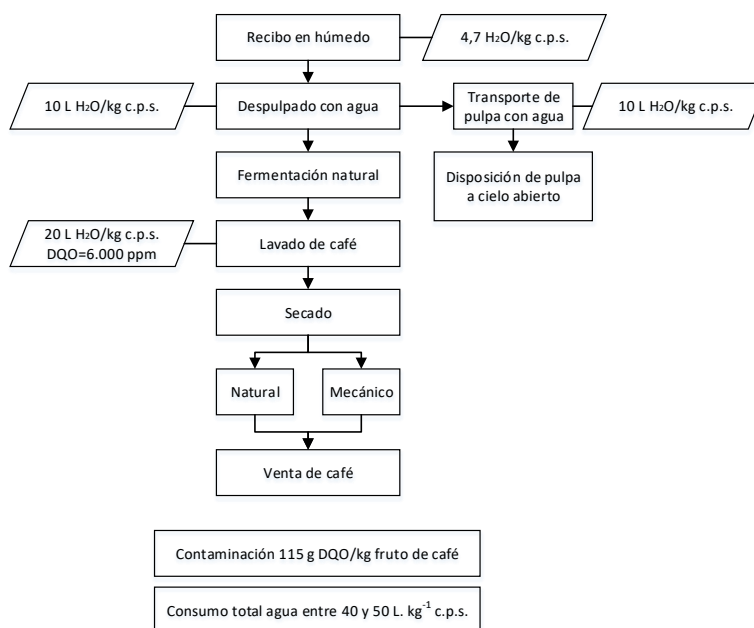 Recibo en húmedo
4,7 H₂O/kg c.p.s.
10 L H₂O/kg c.p.s.
Despulpado con agua
Transporte de
pulpa con agua
10 L H₂O/kg c.p.s.
Fermentación natural
Disposición de pulpa
a cielo abierto
20 L H₂O/kg c.p.s.
DQO=6.000 ppm
Lavado de café
Secado
Natural
Mecánico
Venta de café
Contaminación 115 g DQO/kg fruto de café
Consumo total agua entre 40 y 50 L. kg⁻¹ c.p.s.